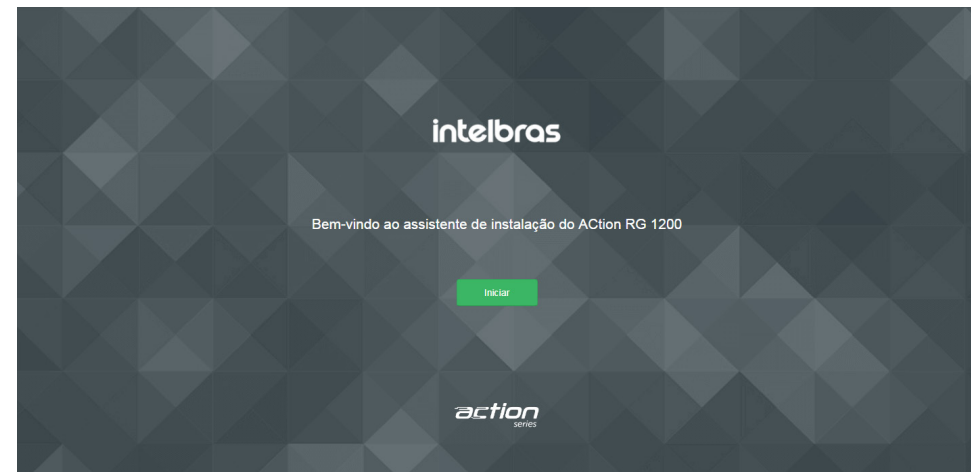 intelbras
Bem-vindo ao assistente de instalação do ACtion RG 1200
Iniciar
action
series